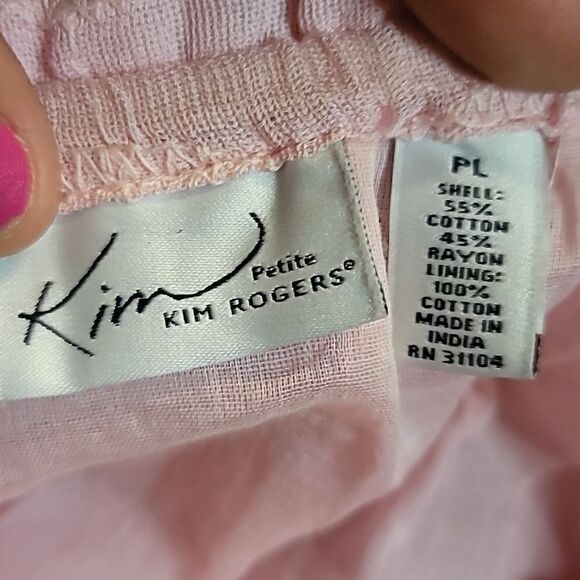 Kim
Petite
KIM ROGERS®
PL
SHELL:
55%
COTTON
45%
RAYON
LINING:
100%
COTTON
MADE IN
INDIA
RN 31104